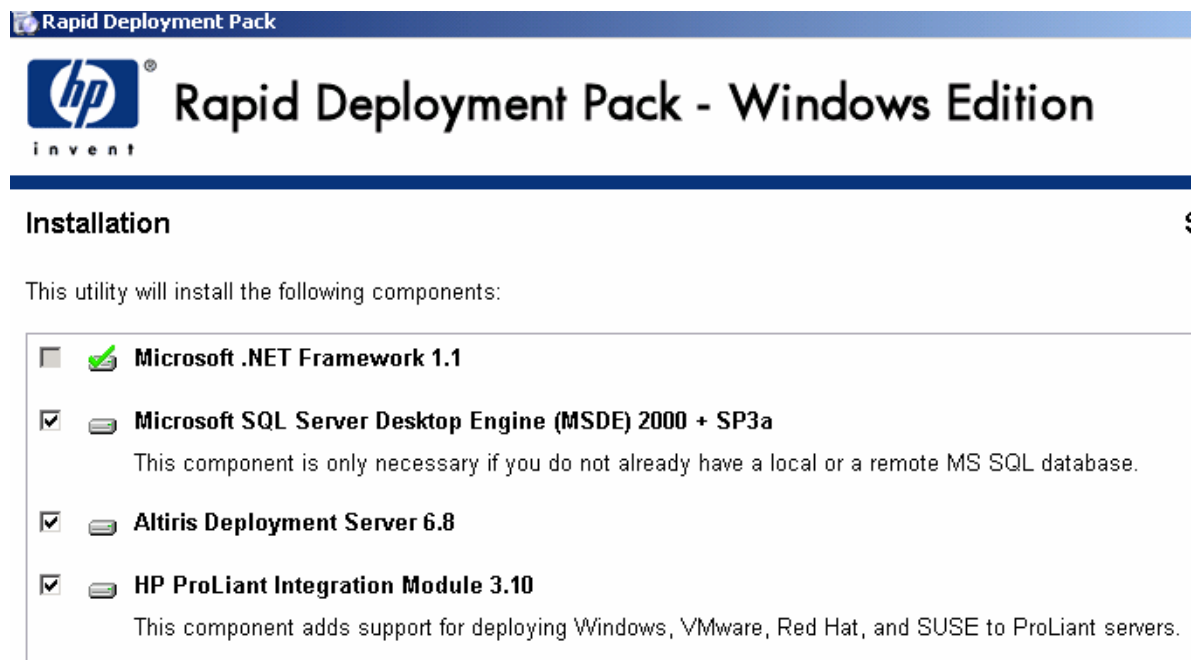 Rapid Deployment Pack
hp
®
invent
Rapid Deployment Pack - Windows Edition
Installation
This utility will install the following components:
Microsoft .NET Framework 1.1
Microsoft SQL Server Desktop Engine (MSDE) 2000 + SP3a
This component is only necessary if you do not already have a local or a remote MS SQL database.
Altiris Deployment Server 6.8
HP ProLiant Integration Module 3.10
This component adds support for deploying Windows, VMware, Red Hat, and SUSE to ProLiant servers.